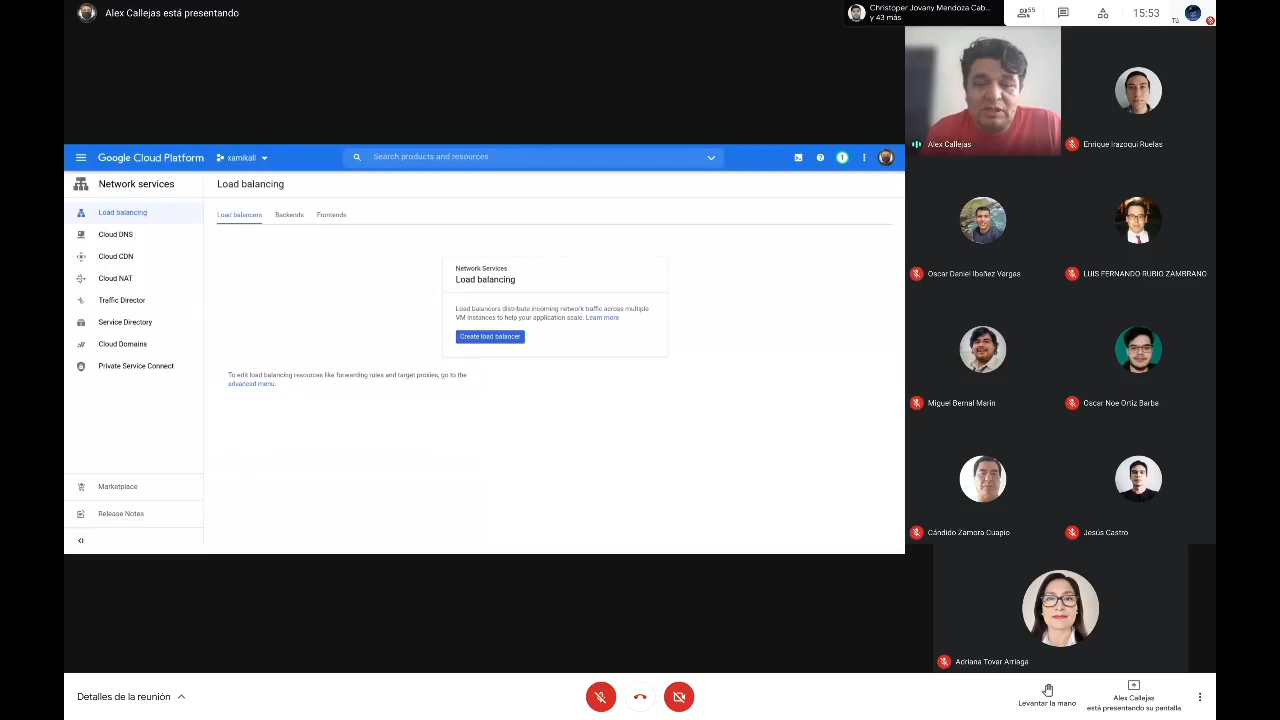 Alex Callejas está presentando
Christoper Jovany Mendoza Cab...
y 43 más
55
15:53
Tú
Google Cloud Platform
xamikali
Search products and resources
1
Network services
Load balancing
Cloud DNS
Cloud CDN
Cloud NAT
Traffic Director
Service Directory
Cloud Domains
Private Service Connect
Marketplace
Release Notes
Load balancing
Load balancers
Backends
Frontends
Network Services
Load balancing
Load balancers distribute incoming network traffic across multiple
VM instances to help your application scale. Learn more
Create load balancer
To edit load balancing resources like forwarding rules and target proxies, go to the
advanced menu.
Alex Callejas
Enrique Irazoqui Ruelas
Oscar Daniel Ibañez Vargas
LUIS FERNANDO RUBIO ZAMBRANO
Miguel Bernal Marin
Oscar Noe Ortiz Barba
Cándido Zamora Cuapio
Jesús Castro
Adriana Tovar Arriaga
Detalles de la reunión
Levantar la mano
Alex Callejas
está presentando su pantalla